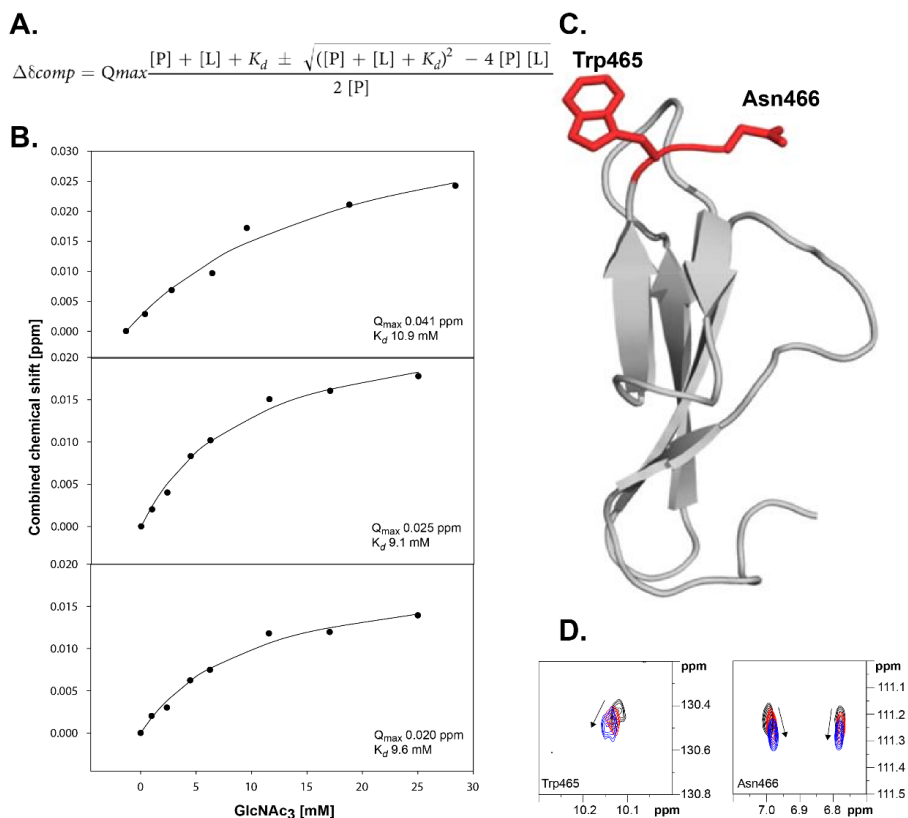 A.
Δδcomp = Qmax [P] + [L] + Kd ± √([P] + [L] + Kd)² − 4 [P] [L]
2 [P]
B.
Combined chemical shift [ppm]
0.030
0.025
0.020
0.015
0.010
0.005
0.000
Qmax 0.041 ppm
Kd 10.9 mM
0.020
0.015
0.010
0.005
0.000
Qmax 0.025 ppm
Kd 9.1 mM
0.020
0.015
0.010
0.005
0.000
Qmax 0.020 ppm
Kd 9.6 mM
0 5 10 15 20 25 30
GlcNAc3 [mM]
C.
Trp465
Asn466
D.
ppm
130.4
130.6
130.8
Trp465
10.2 10.1 ppm
ppm
111.1
111.2
111.3
111.4
111.5
Asn466
7.0 6.9 6.8 ppm